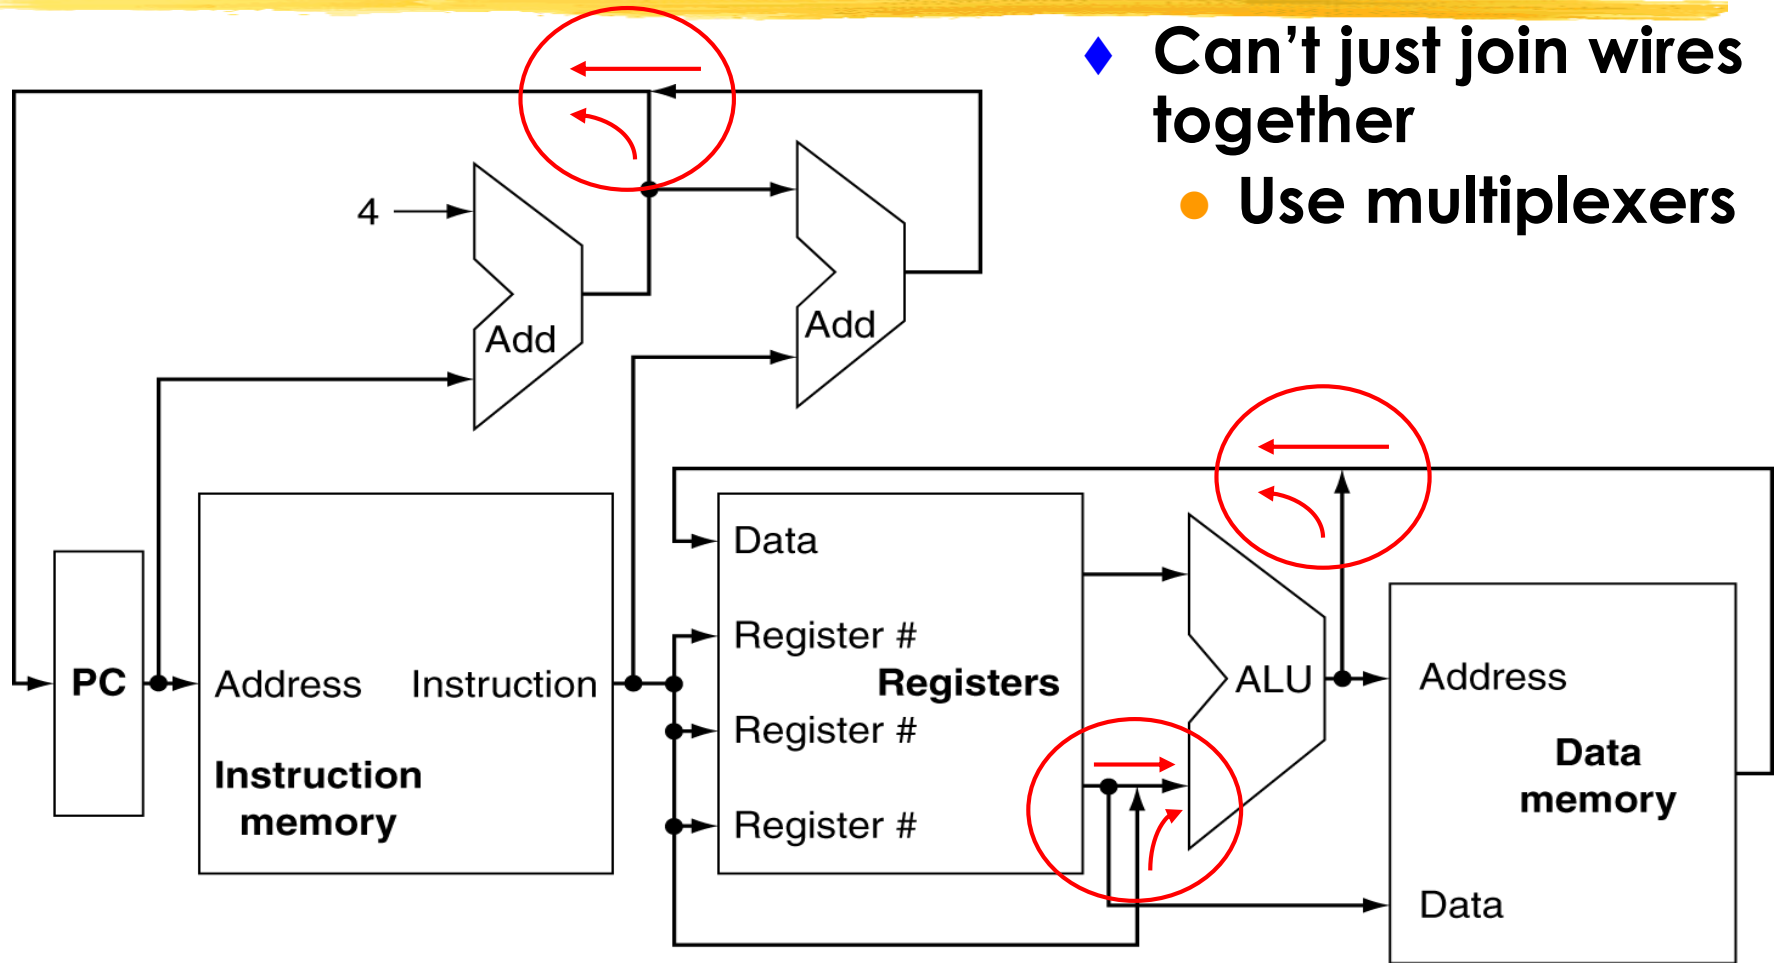 Can't just join wires
together
Use multiplexers
4
Add
Add
Data
Register #
PC
Address
Instruction
Registers
ALU
Address
Register #
Instruction
memory
Data
memory
Register #
Data